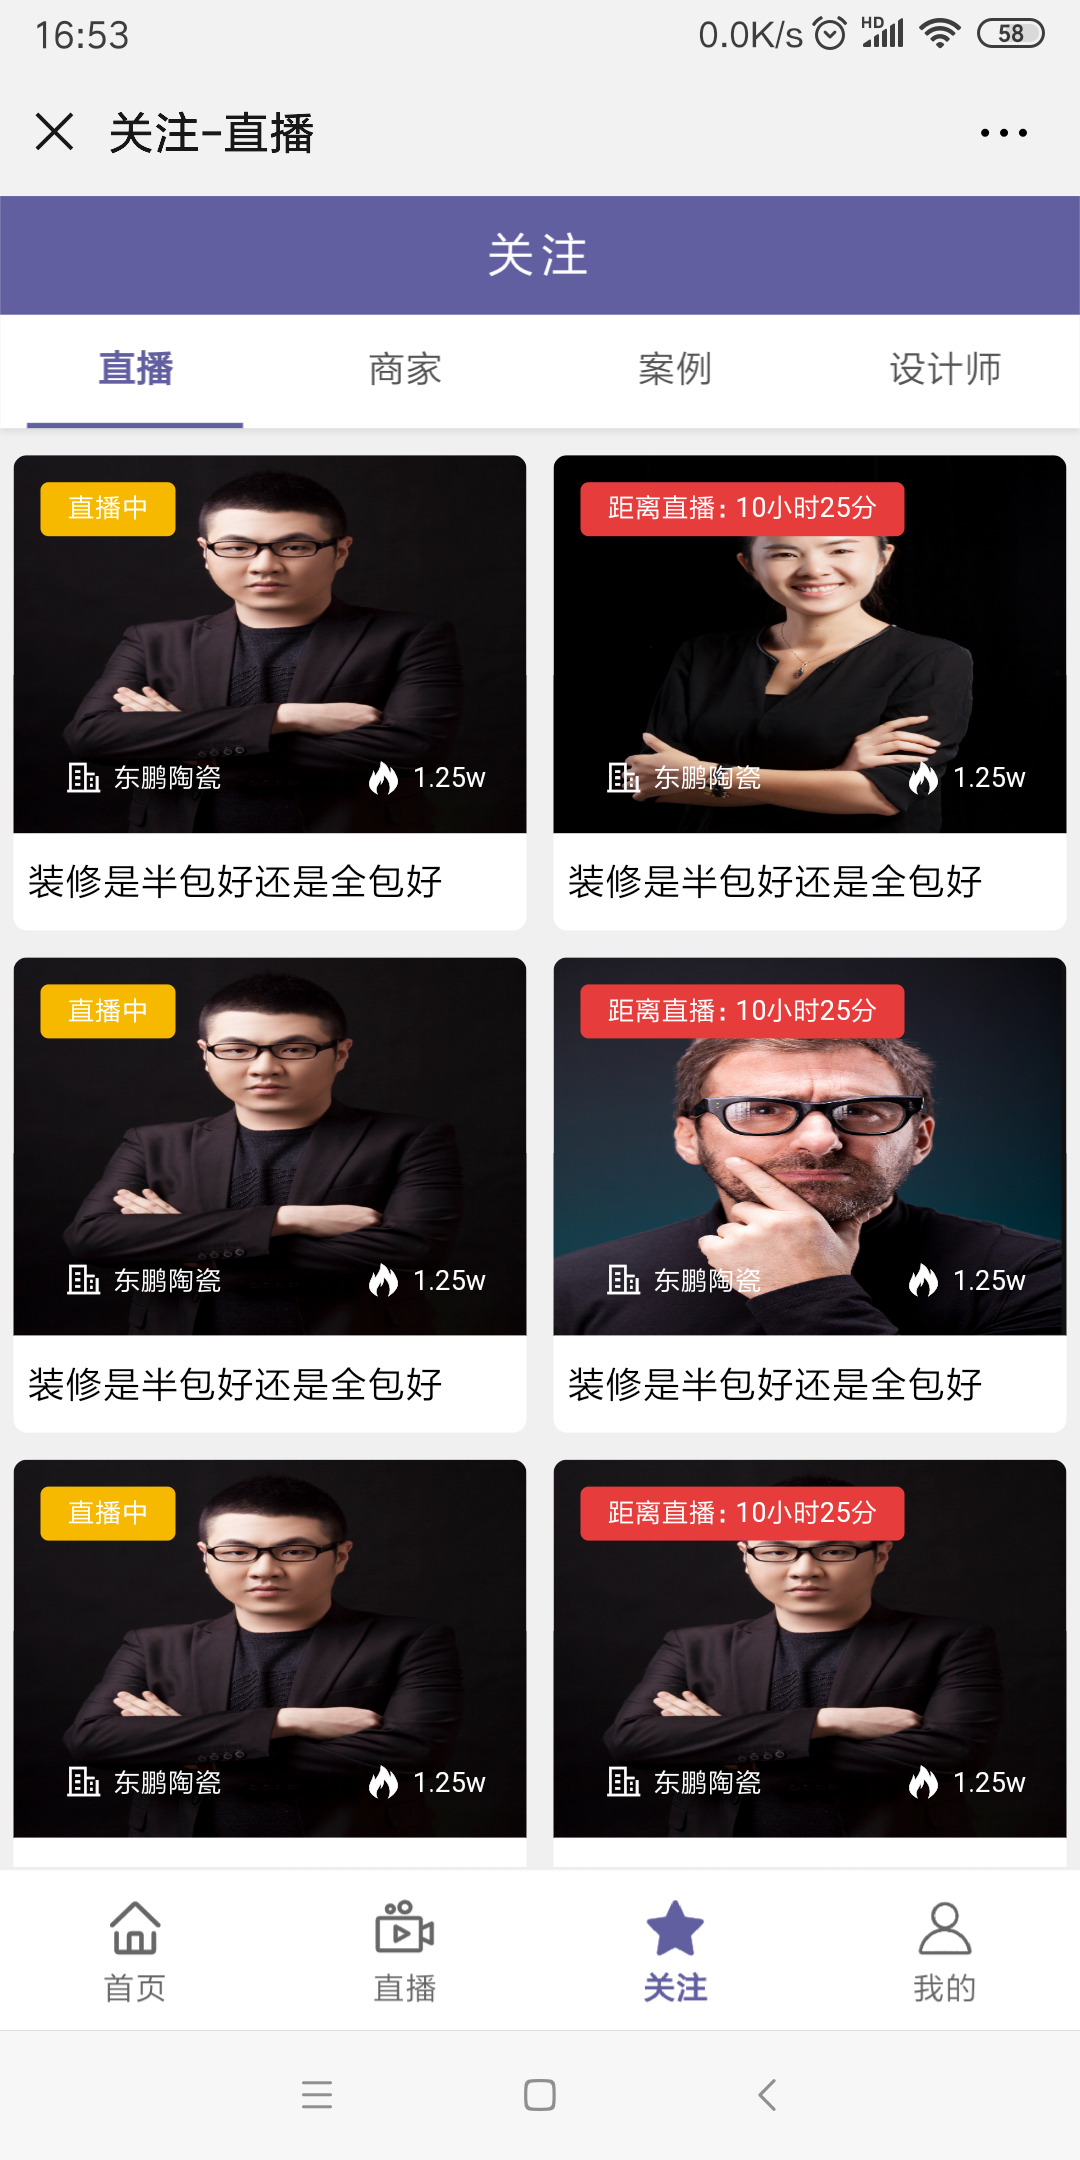 16:53
0.0K/s
HD
58
关注-直播
关注
直播
商家
案例
设计师
直播中
距离直播: 10小时25分
东鹏陶瓷
1.25w
东鹏陶瓷
1.25w
装修是半包好还是全包好
装修是半包好还是全包好
直播中
距离直播: 10小时25分
东鹏陶瓷
1.25w
东鹏陶瓷
1.25w
装修是半包好还是全包好
装修是半包好还是全包好
直播中
距离直播: 10小时25分
东鹏陶瓷
1.25w
东鹏陶瓷
1.25w
首页
直播
关注
我的